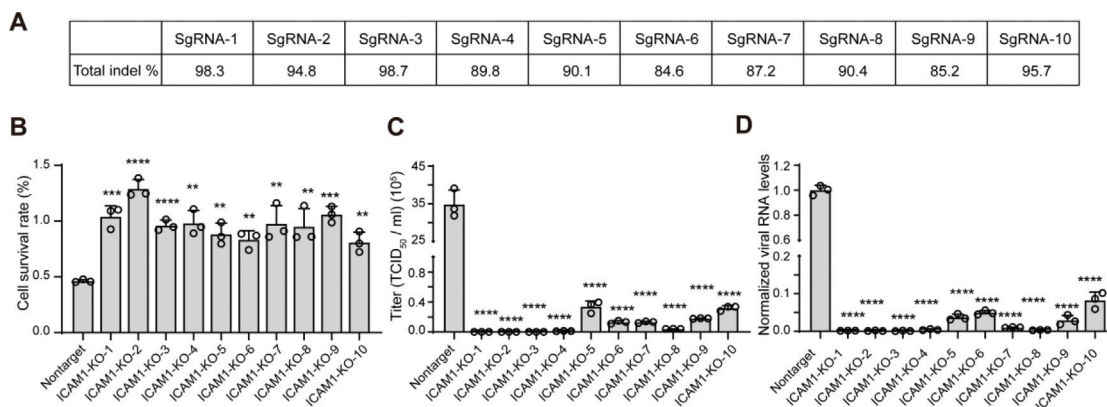 A
SgRNA-1 SgRNA-2 SgRNA-3 SgRNA-4 SgRNA-5 SgRNA-6 SgRNA-7 SgRNA-8 SgRNA-9 SgRNA-10
Total indel % 98.3 94.8 98.7 89.8 90.1 84.6 87.2 90.4 85.2 95.7
B
Cell survival rate (%)
1.5
1.0
0.5
0.0
*** **** **** ** ** ** ** ** *** **
Nontarget
ICAM1-KO-1
ICAM1-KO-2
ICAM1-KO-3
ICAM1-KO-4
ICAM1-KO-5
ICAM1-KO-6
ICAM1-KO-7
ICAM1-KO-8
ICAM1-KO-9
ICAM1-KO-10
C
Titer (TCID50 / ml) (10⁵)
45
35
25
0.8
0.4
0.0
**** **** **** **** **** **** **** **** **** ****
Nontarget
ICAM1-KO-1
ICAM1-KO-2
ICAM1-KO-3
ICAM1-KO-4
ICAM1-KO-5
ICAM1-KO-6
ICAM1-KO-7
ICAM1-KO-8
ICAM1-KO-9
ICAM1-KO-10
D
Normalized viral RNA levels
1.2
1.0
0.8
0.6
0.2
0.1
0.0
**** **** **** **** **** **** **** **** **** ****
Nontarget
ICAM1-KO-1
ICAM1-KO-2
ICAM1-KO-3
ICAM1-KO-4
ICAM1-KO-5
ICAM1-KO-6
ICAM1-KO-7
ICAM1-KO-8
ICAM1-KO-9
ICAM1-KO-10